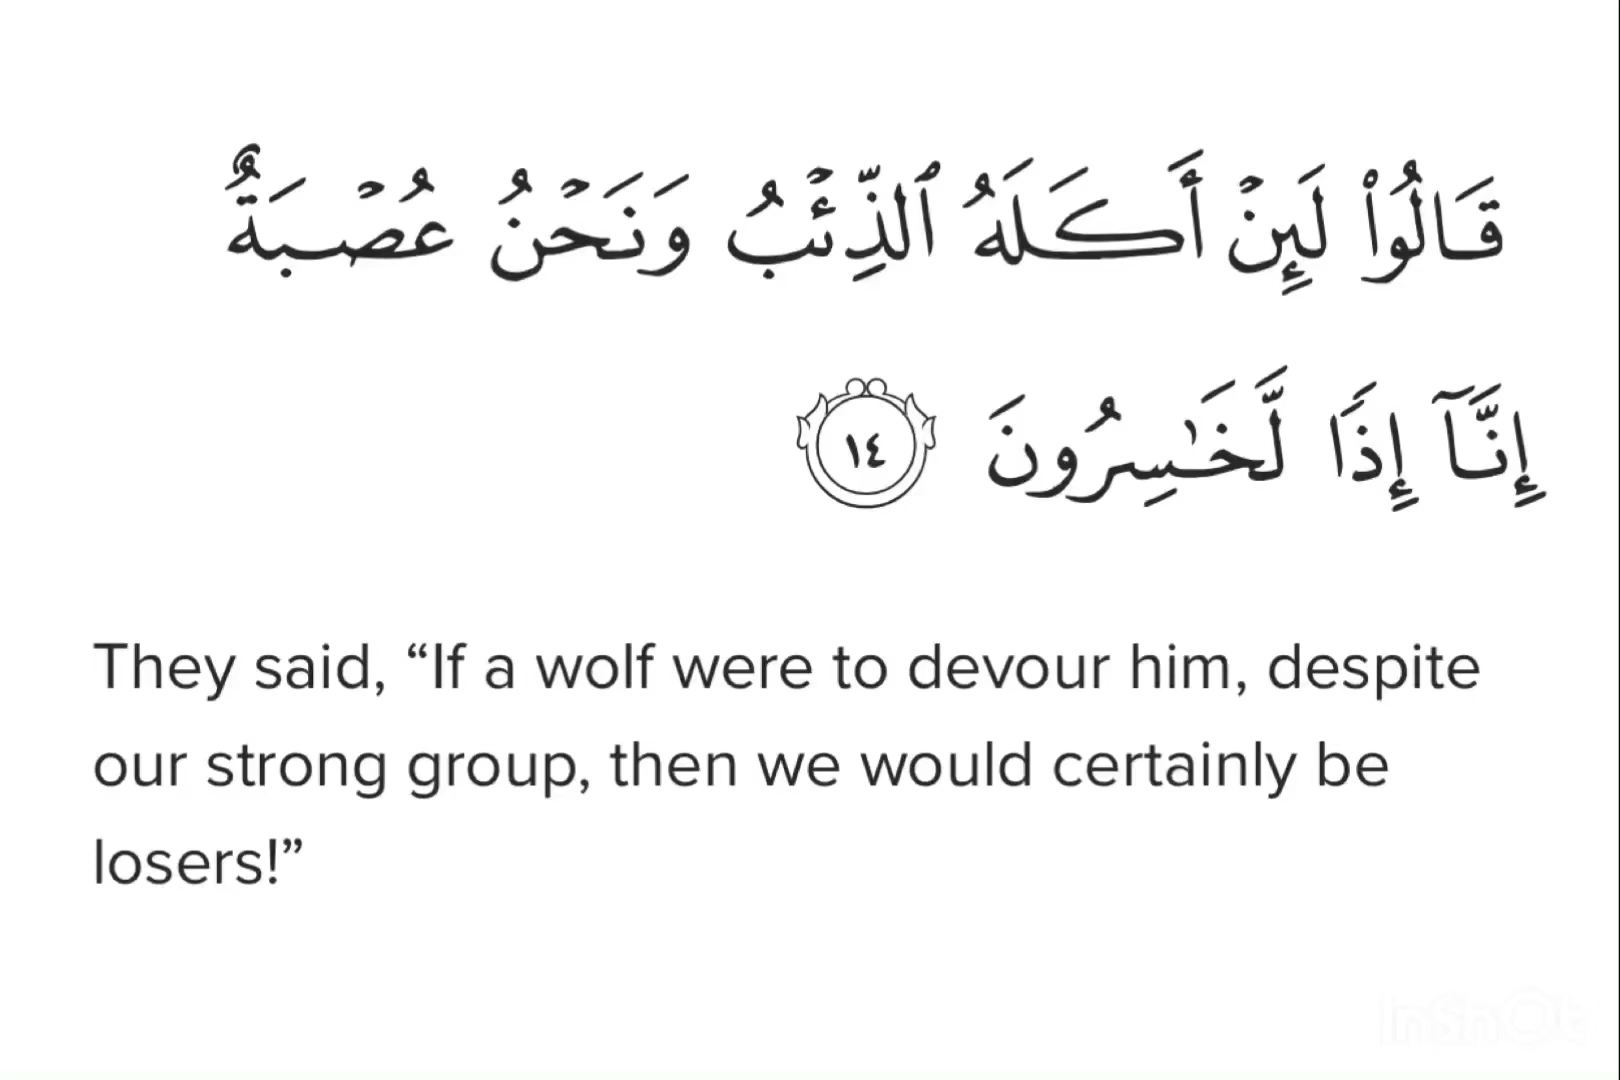 قَالُوا۟ لَئِنْ أَكَلَهُ ٱلذِّئْبُ وَنَحْنُ عُصْبَةٌ
إِنَّآ إِذًا لَّخَـٰسِرُونَ ١٤
They said, “If a wolf were to devour him, despite
our strong group, then we would certainly be
losers!”